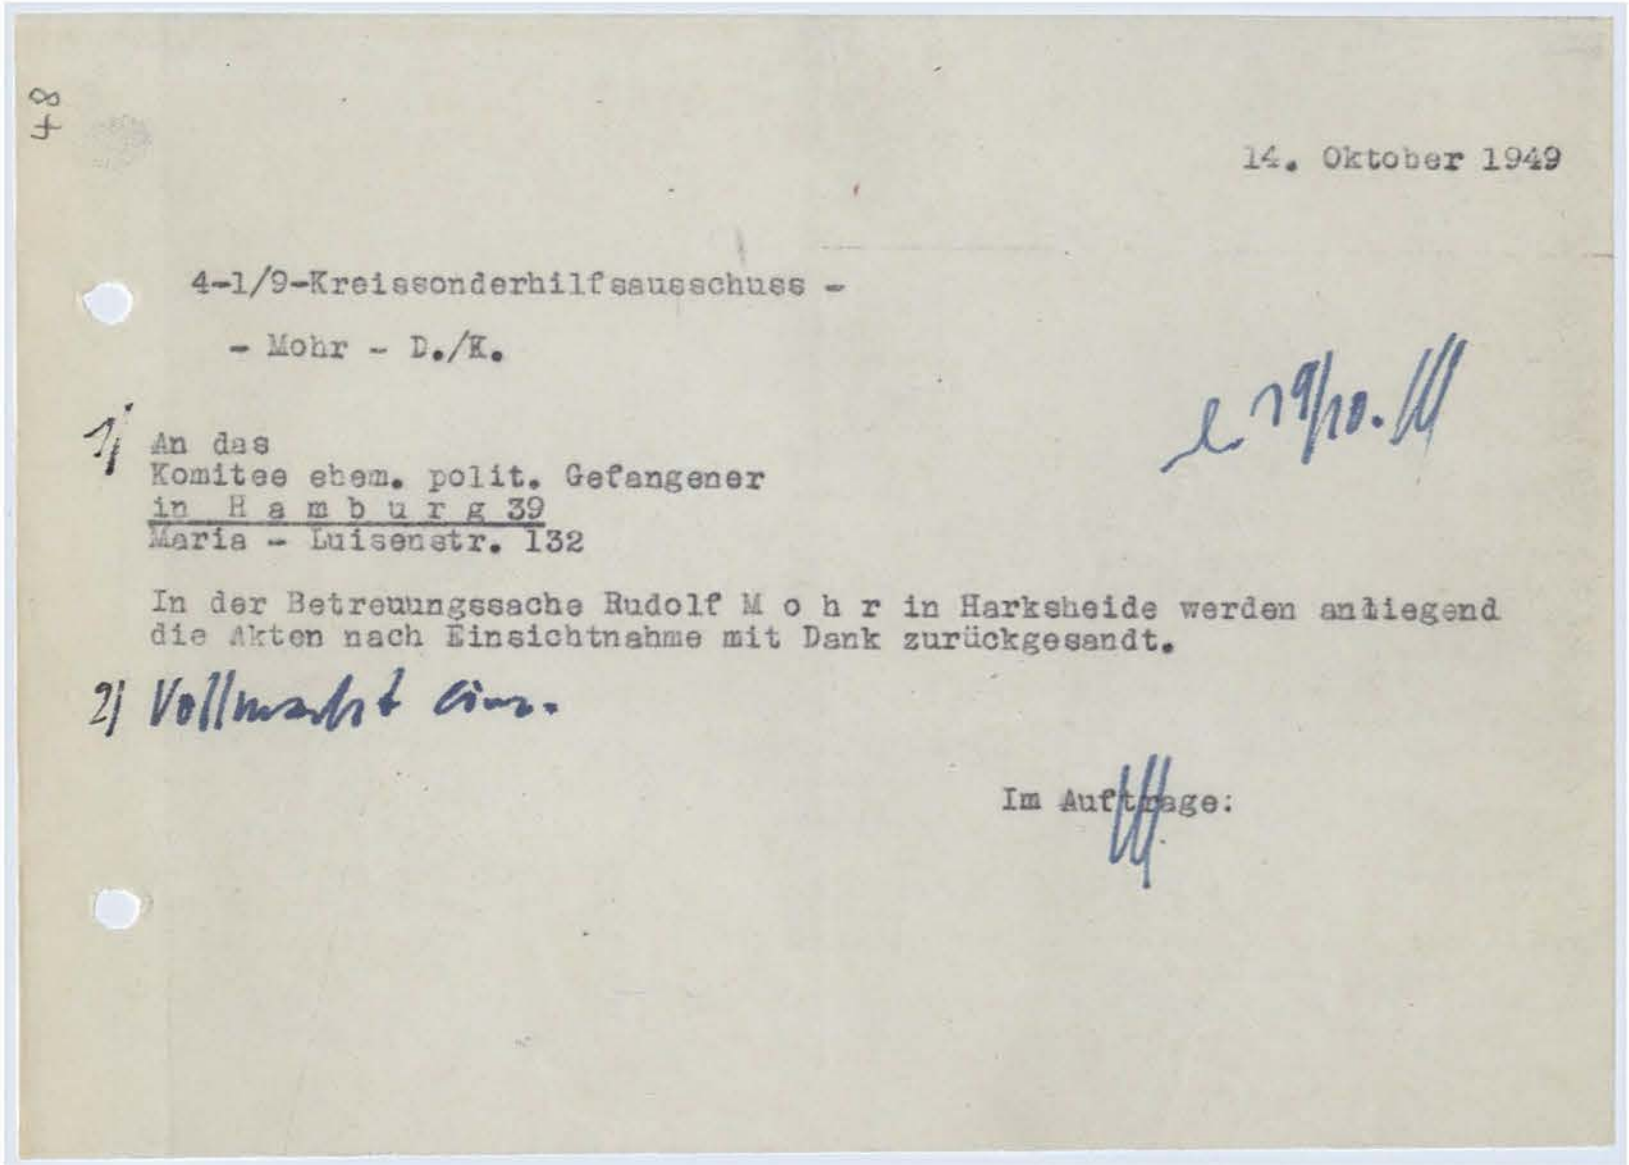 48
14. Oktober 1949
4-1/9-Kreissonderhilfsausschuss -
- Mohr - D./K.
1)
An das
Komitee ehem. polit. Gefangener
in H a m b u r g 39
Maria - Luisenstr. 132
In der Betreuungssache Rudolf M o h r in Harksheide werden anliegend
die Akten nach Einsichtnahme mit Dank zurückgesandt.
2) Vollmacht
Im Auftrage: